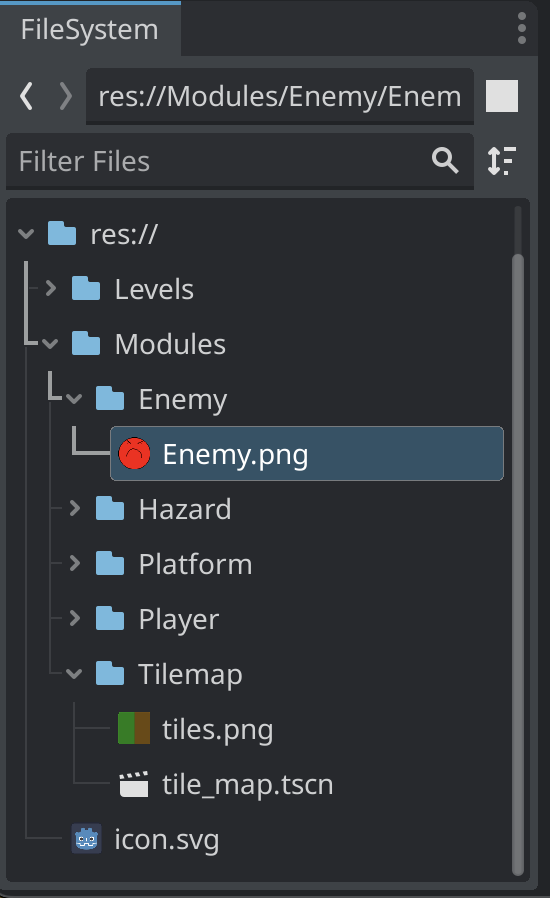 FileSystem
res://Modules/Enemy/Enem
Filter Files
res://
Levels
Modules
Enemy
Enemy.png
Hazard
Platform
Player
Tilemap
tiles.png
tile_map.tscn
icon.svg